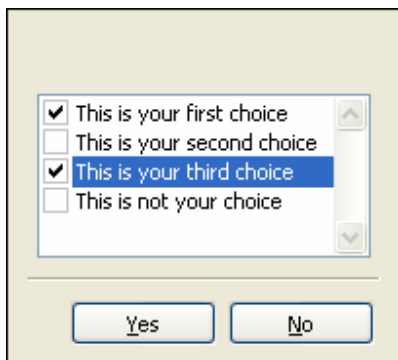 This is your first choice
This is your second choice
This is your third choice
This is not your choice
Yes
No